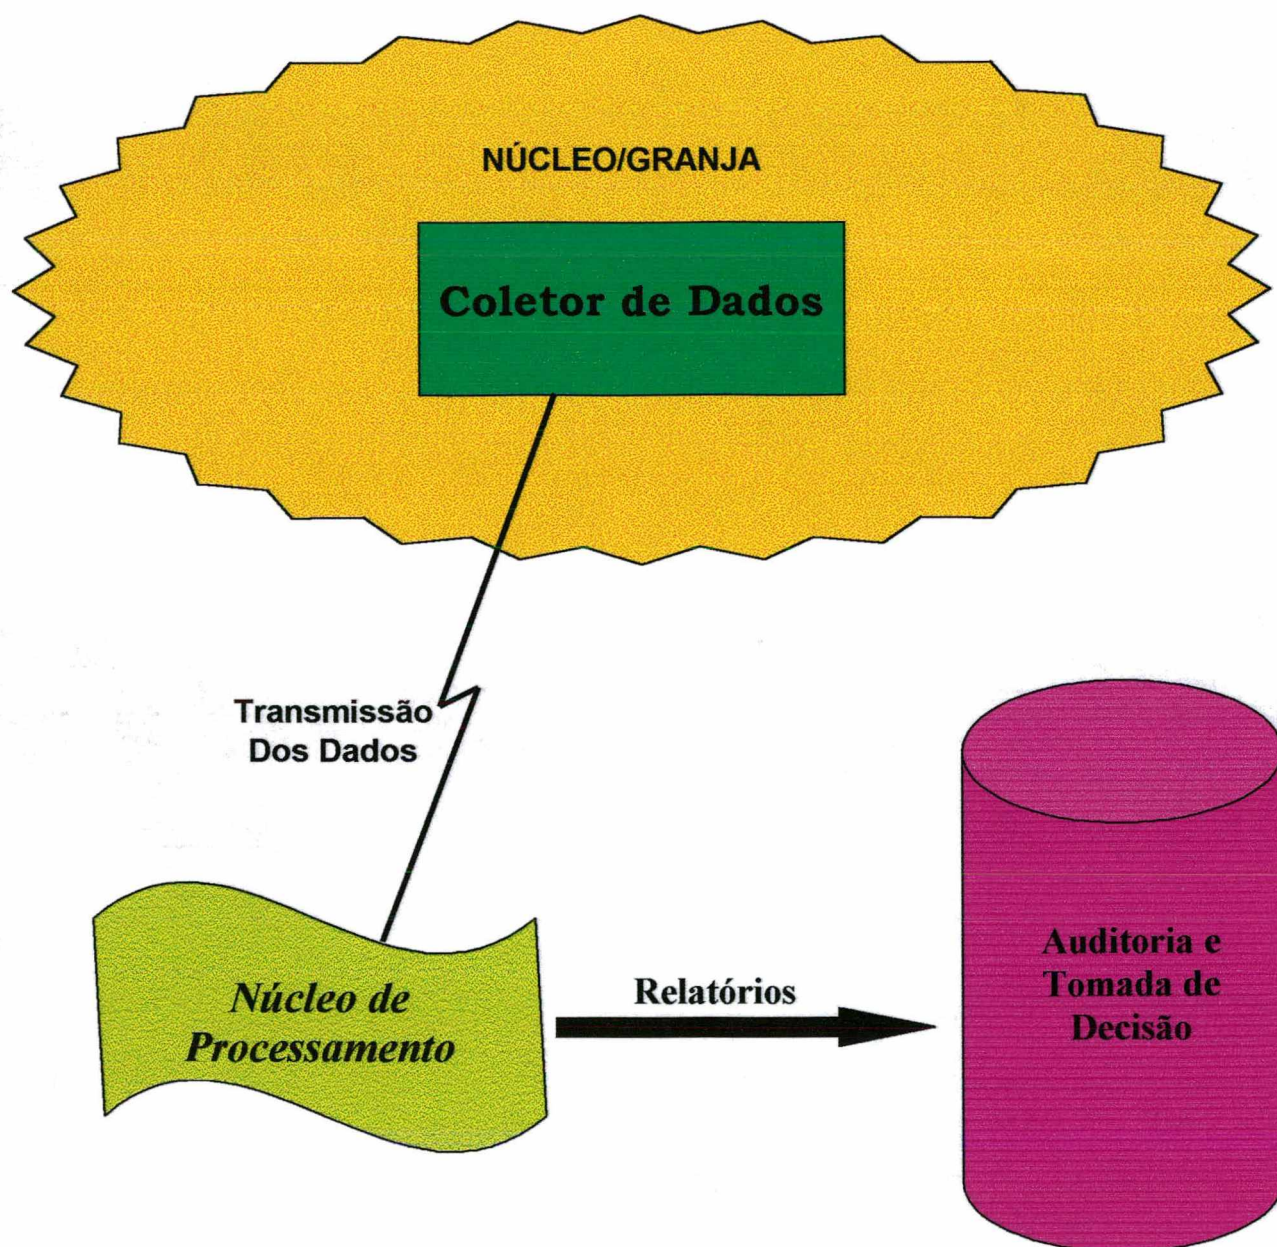 NÚCLEO/GRANJA
Coletor de Dados
Transmissão
Dos Dados
Núcleo de
Processamento
Relatórios
Auditoria e
Tomada de
Decisão